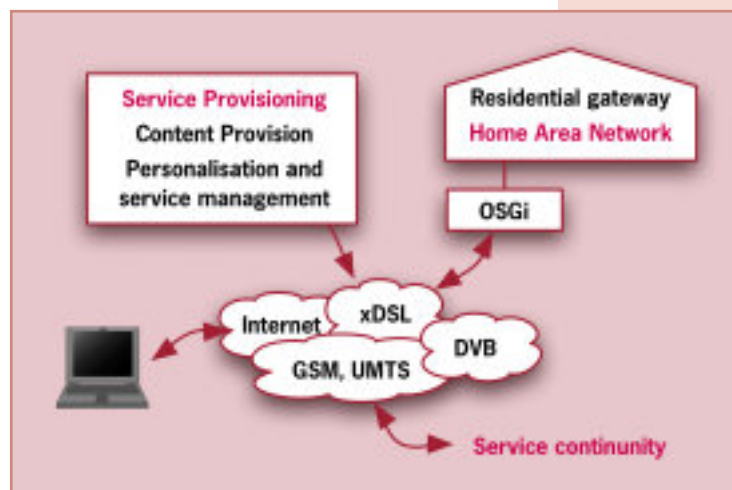 Service Provisioning
Content Provision
Personalisation and
service management
Residential gateway
Home Area Network
OSGi
Internet
xDSL
DVB
GSM, UMTS
Service continunity